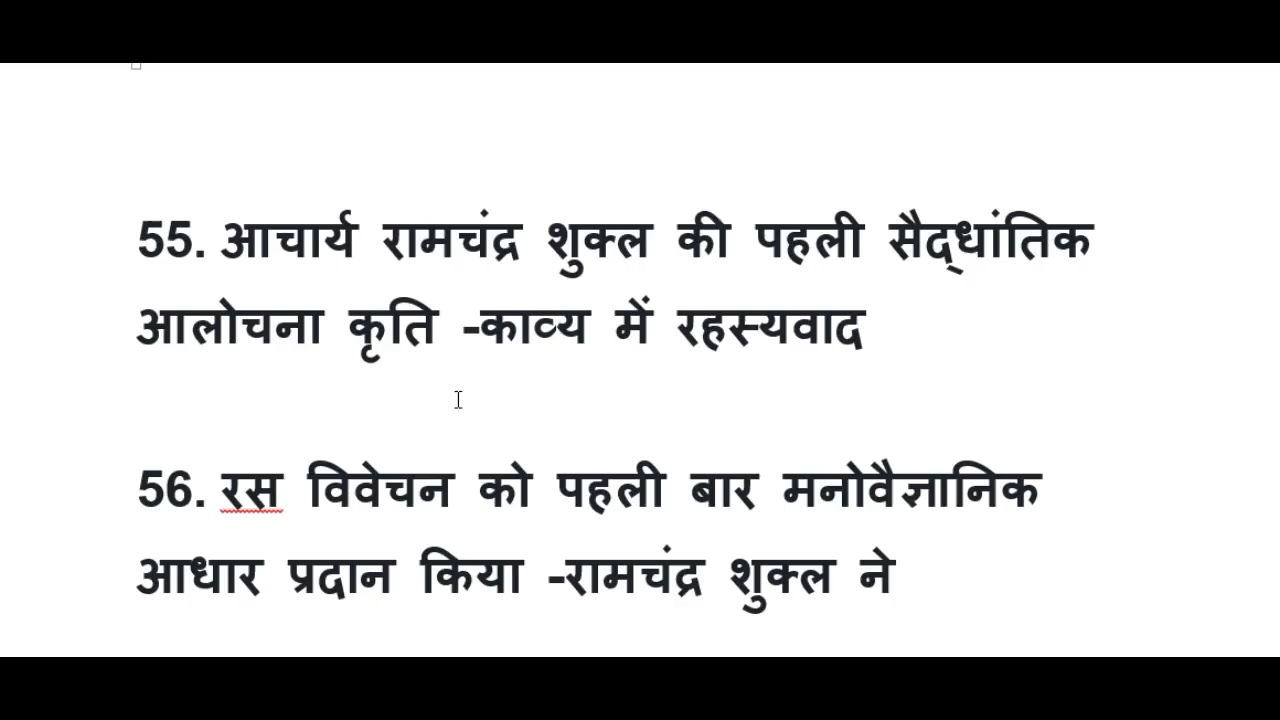 55. आचार्य रामचंद्र शुक्ल की पहली सैद्‌धांतिक
आलोचना कृति -काव्य में रहस्यवाद
56. रस विवेचन को पहली बार मनोवैज्ञानिक
आधार प्रदान किया -रामचंद्र शुक्ल ने